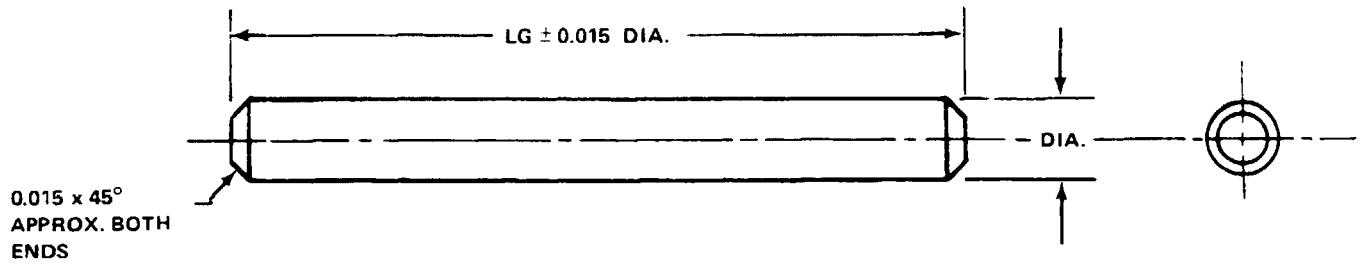 LG ± 0.015 DIA.
DIA.
0.015 x 45°
APPROX. BOTH
ENDS